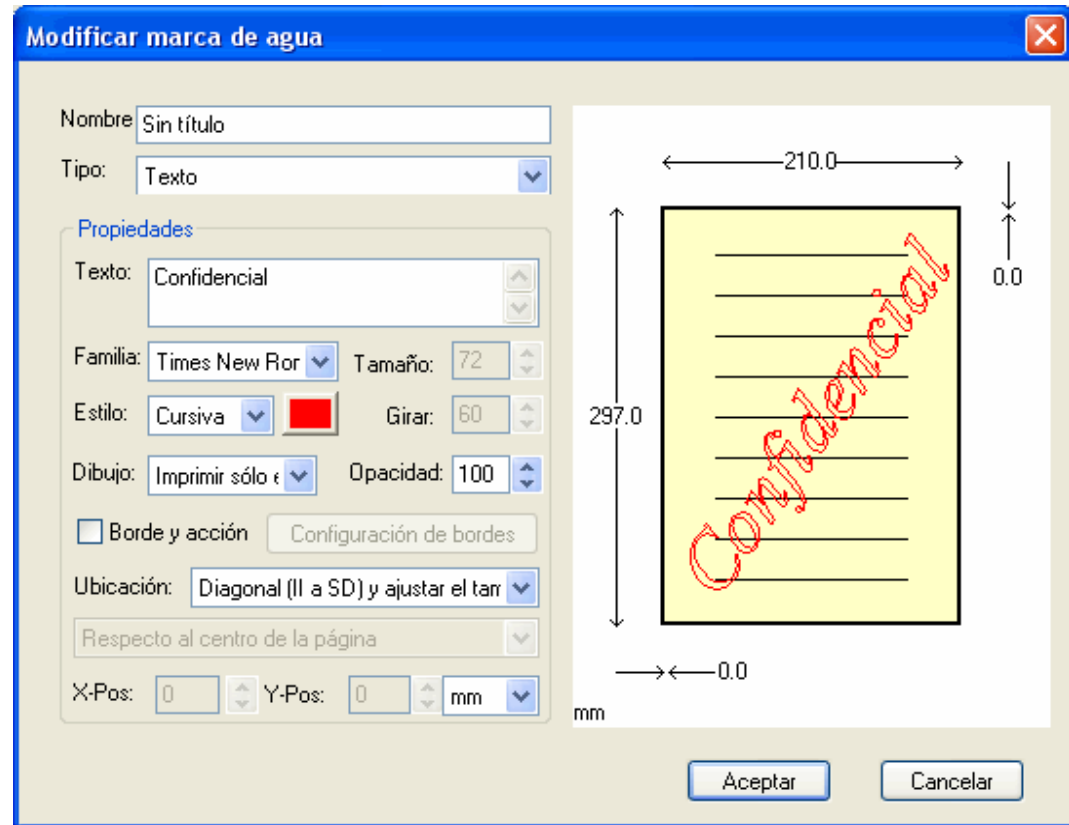 Modificar marca de agua
Nombre Sin título
Tipo: Texto
Propiedades
Texto: Confidencial
Familia: Times New Ror Tamaño: 72
Estilo: Cursiva Girar: 60
Dibujo: Imprimir sólo e Opacidad: 100
Borde y acción Configuración de bordes
Ubicación: Diagonal (II a SD) y ajustar el tam
Respecto al centro de la página
X-Pos: 0 Y-Pos: 0 mm
210.0
0.0
297.0
Confidencial
0.0
mm
Aceptar Cancelar